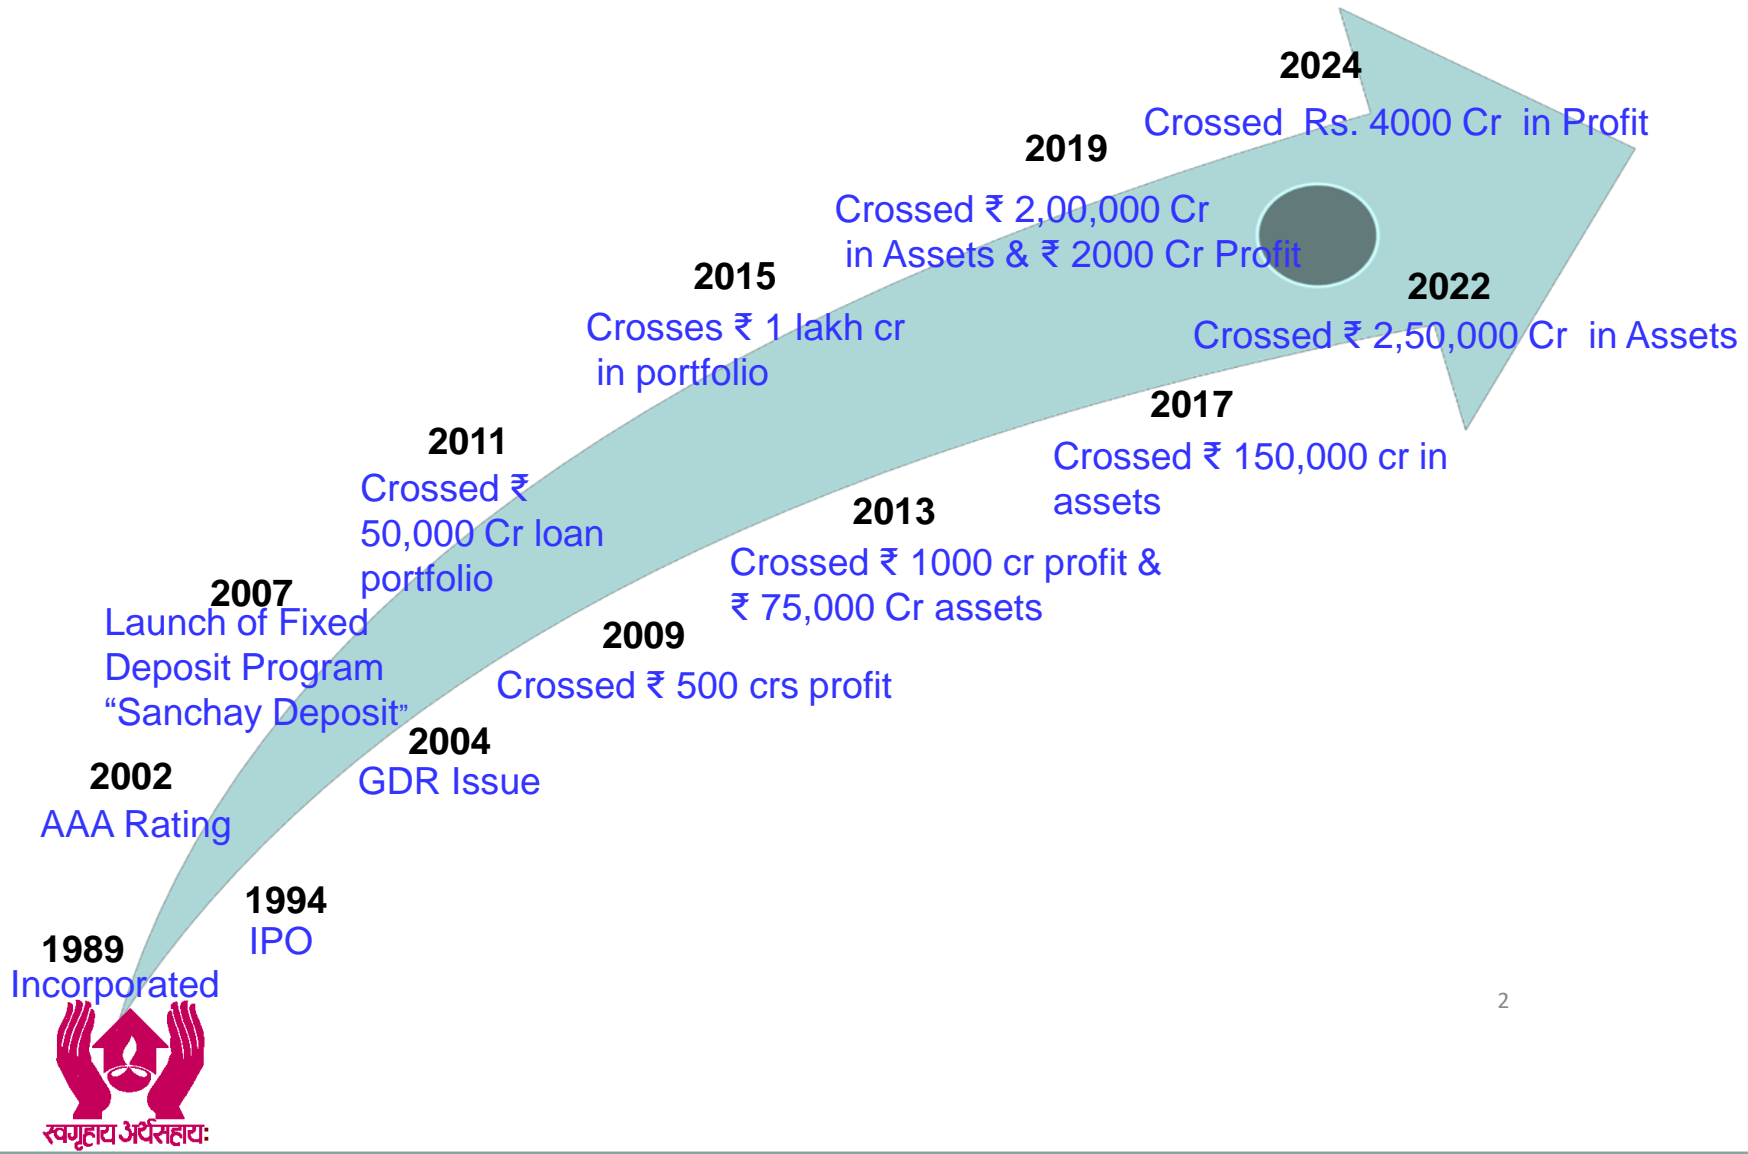 2024
Crossed  Rs. 4000 Cr  in Profit
2019
Crossed ₹ 2,00,000 Cr
in Assets & ₹ 2000 Cr Profit
2022
Crossed ₹ 2,50,000 Cr  in Assets
2015
Crosses ₹ 1 lakh cr
in portfolio
2017
Crossed ₹ 150,000 cr in
assets
2011
Crossed ₹
50,000 Cr loan
portfolio
2013
Crossed ₹ 1000 cr profit &
₹ 75,000 Cr assets
2007
Launch of Fixed
Deposit Program
“Sanchay Deposit”
2009
Crossed ₹ 500 crs profit
2002
AAA Rating
2004
GDR Issue
1994
IPO
1989
Incorporated
2
स्वगृहाय अर्थसहायः